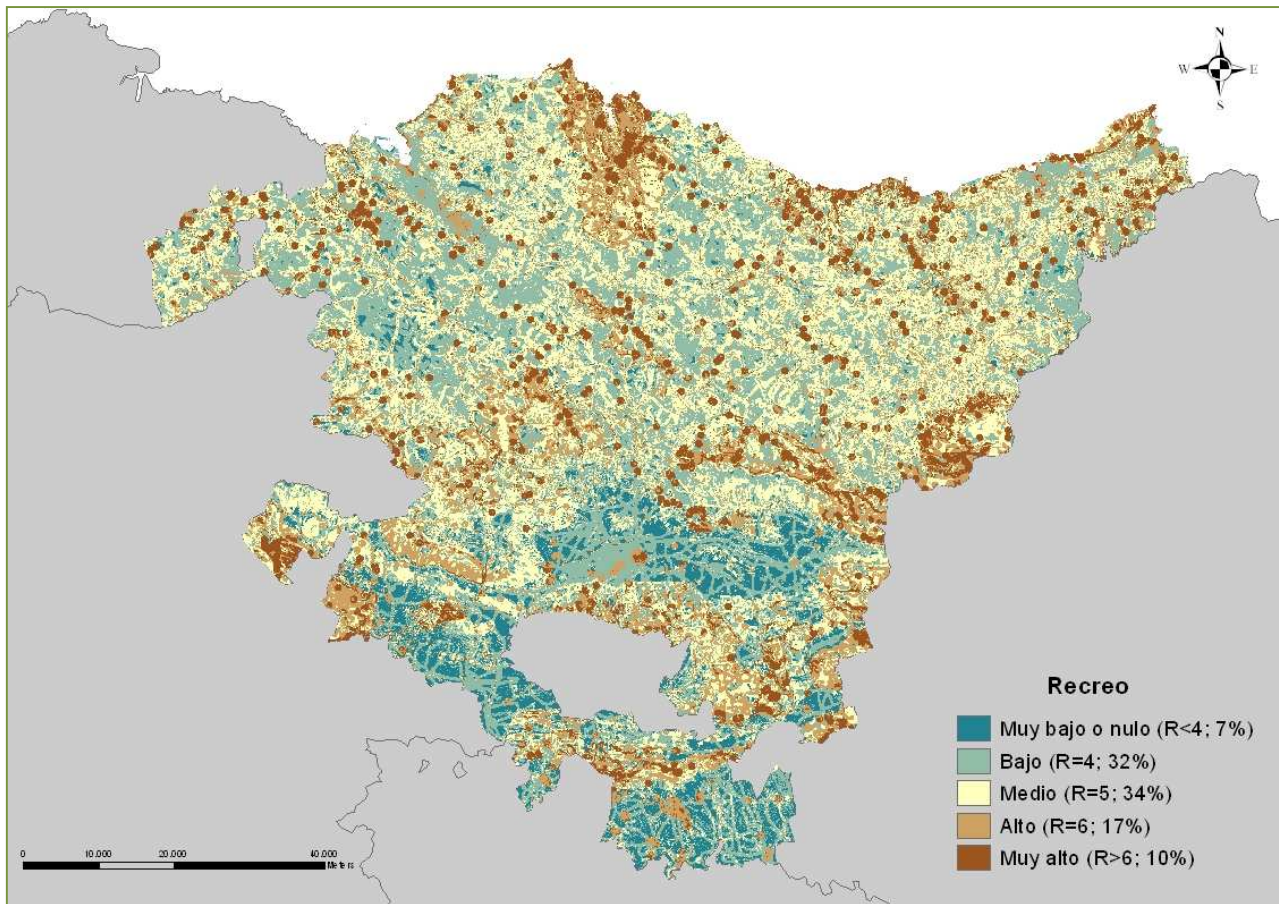 N
W E
S
Recreo
Muy bajo o nulo (R<4; 7%)
Bajo (R=4; 32%)
Medio (R=5; 34%)
Alto (R=6; 17%)
Muy alto (R>6; 10%)
0 10.000 20.000 40.000
Meters